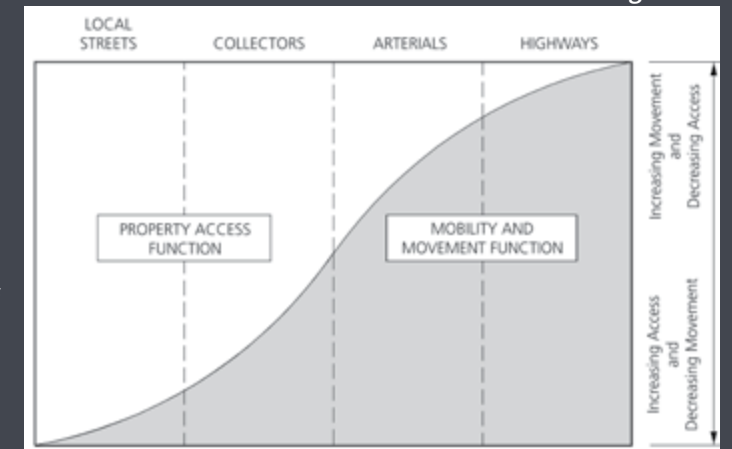 LOCAL
STREETS
COLLECTORS
ARTERIALS
HIGHWAYS
PROPERTY ACCESS
FUNCTION
MOBILITY AND
MOVEMENT FUNCTION
Increasing Movement
and
Decreasing Access
Increasing Access
and
Decreasing Movement